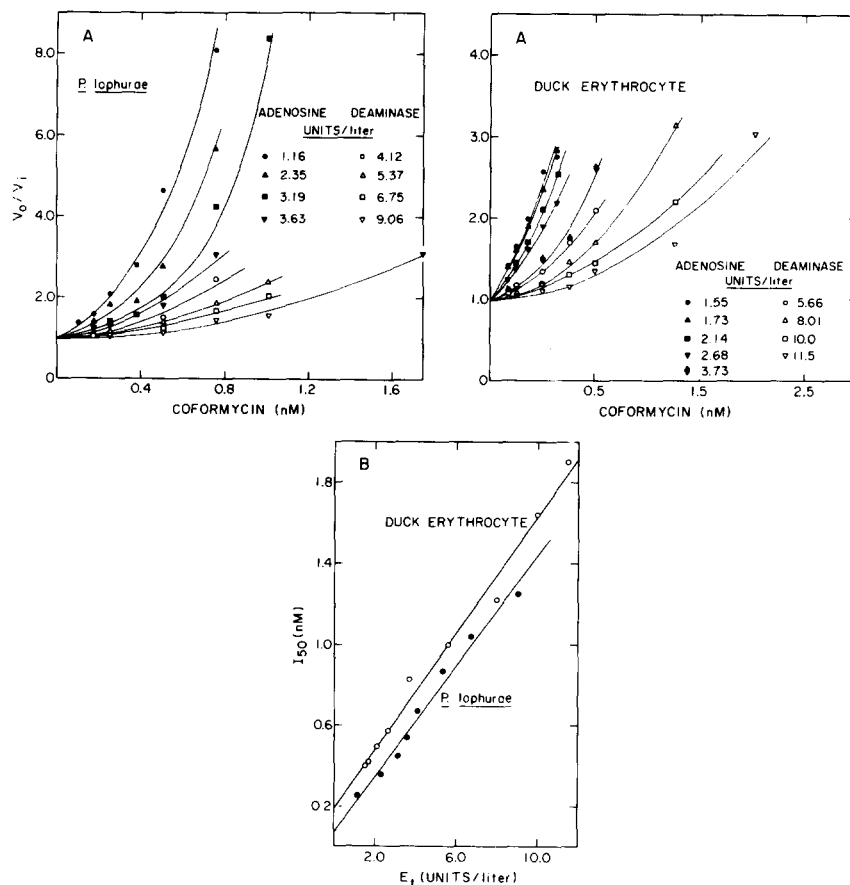 A
P. lophurae
V₀/Vᵢ
8.0
6.0
4.0
2.0
0
ADENOSINE DEAMINASE
UNITS/liter
● 1.16 ○ 4.12
▲ 2.35 △ 5.37
■ 3.19 □ 6.75
▼ 3.63 ▽ 9.06
0.4 0.8 1.2 1.6
COFORMYCIN (nM)
A
DUCK ERYTHROCYTE
4.0
3.0
2.0
1.0
0
ADENOSINE DEAMINASE
UNITS/liter
● 1.55 ○ 5.66
▲ 1.73 △ 8.01
■ 2.14 □ 10.0
▼ 2.68 ▽ 11.5
⧫ 3.73
0.5 1.5 2.5
COFORMYCIN (nM)
B
DUCK ERYTHROCYTE
P. lophurae
I₅₀ (nM)
1.8
1.4
1.0
0.6
0.2
2.0 6.0 10.0
Eₜ (UNITS/liter)